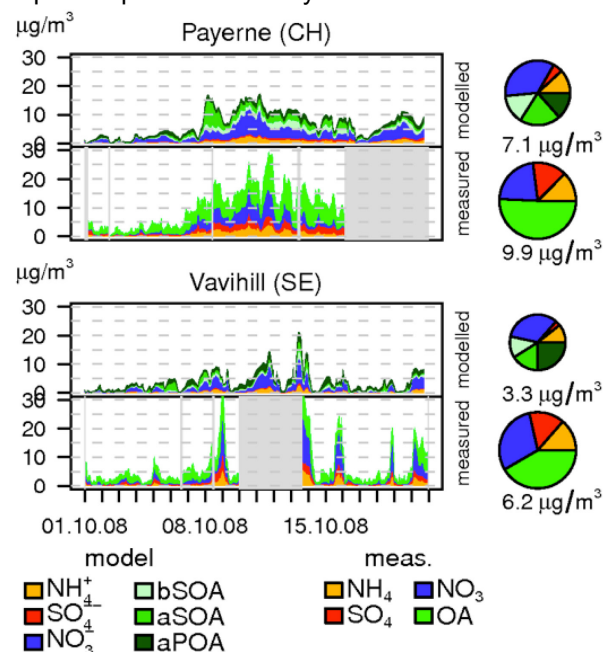 µg/m³ Payerne (CH)
30
20
10
0
modelled
7.1 µg/m³
30
20
10
0
measured
9.9 µg/m³
µg/m³ Vavihill (SE)
30
20
10
0
modelled
3.3 µg/m³
30
20
10
0
measured
6.2 µg/m³
01.10.08 08.10.08 15.10.08
model meas.
NH₄⁺ bSOA NH₄ NO₃
SO₄⁻⁻ aSOA SO₄ OA
NO₃⁻ aPOA